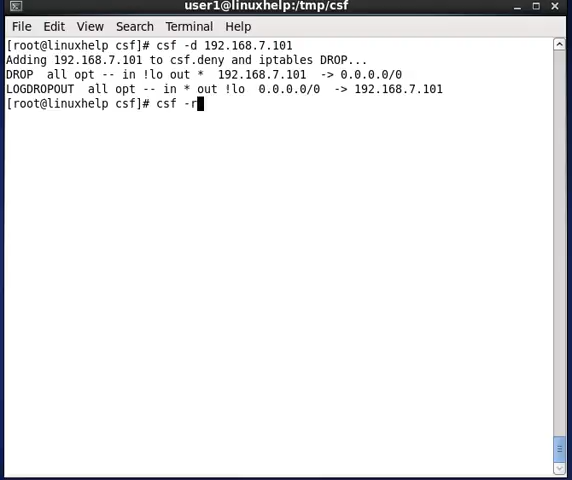 user1@linuxhelp:/tmp/csf
File Edit View Search Terminal Help
[root@linuxhelp csf]# csf -d 192.168.7.101
Adding 192.168.7.101 to csf.deny and iptables DROP...
DROP  all opt -- in !lo out *  192.168.7.101  -> 0.0.0.0/0
LOGDROPOUT  all opt -- in * out !lo  0.0.0.0/0  -> 192.168.7.101
[root@linuxhelp csf]# csf -r